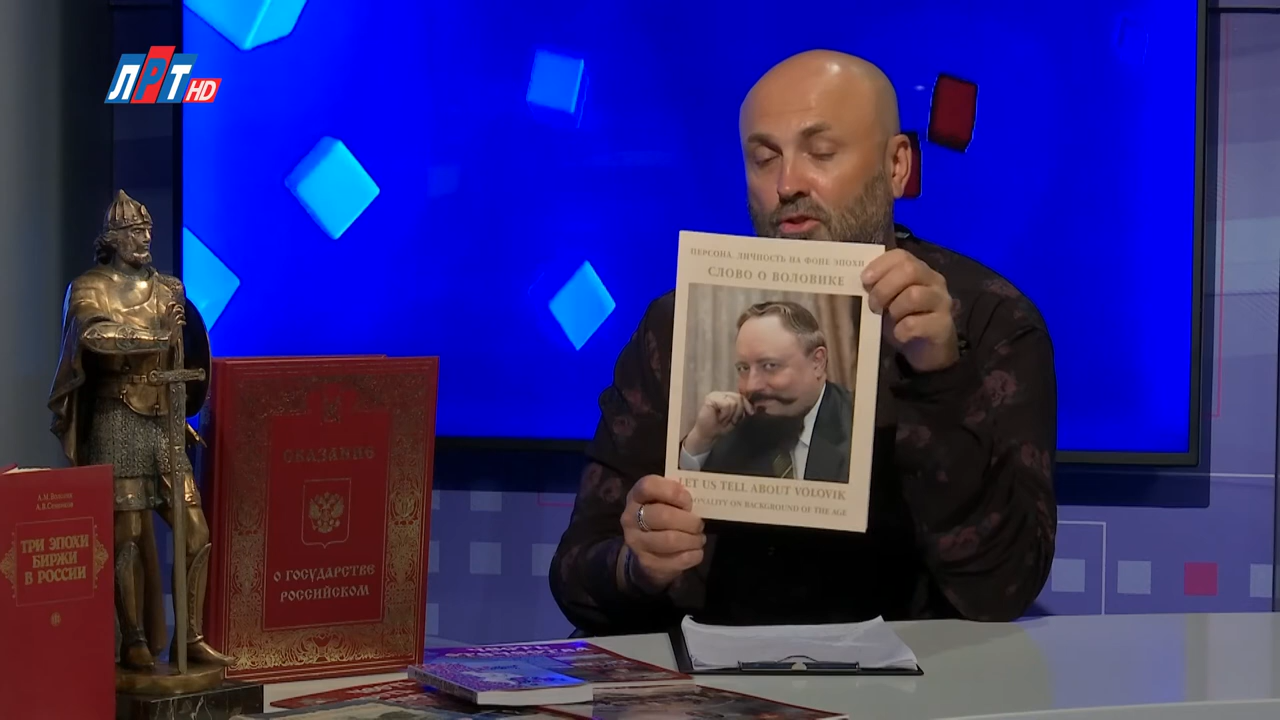 ЛРТ HD
ПЕРСОНА. ЛИЧНОСТЬ НА ФОНЕ ЭПОХИ
СЛОВО О ВОЛОВИКЕ
LET US TELL ABOUT VOLOVIK
ON BACKGROUND OF THE AGE
СКАЗАНИЕ
О ГОСУДАРСТВЕ
РОССИЙСКОМ
ТРИ ЭПОХИ
БИРЖИ
В РОССИИ